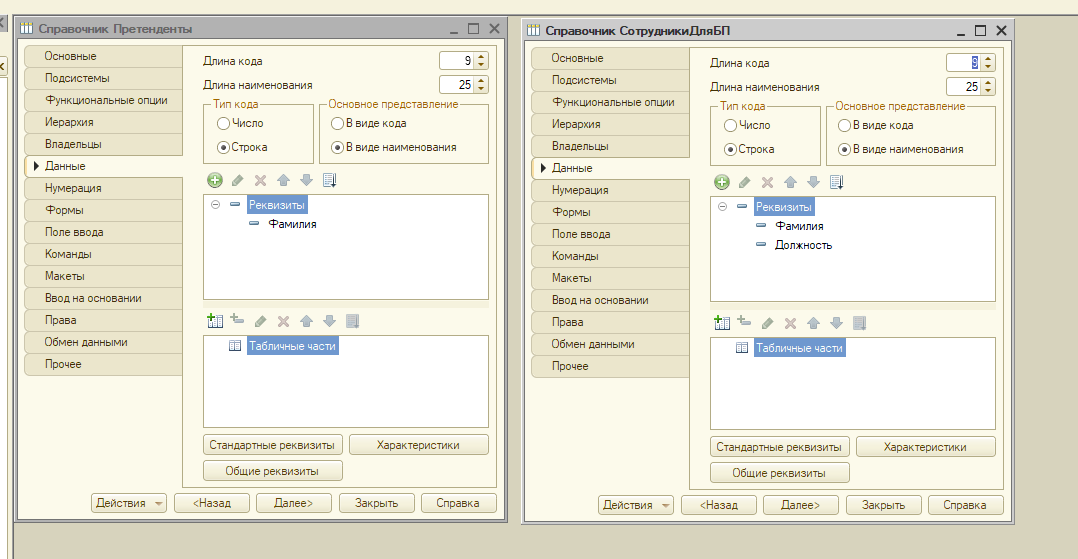 Справочник Претенденты
Основные
Подсистемы
Функциональные опции
Иерархия
Владельцы
Данные
Нумерация
Формы
Поле ввода
Команды
Макеты
Ввод на основании
Права
Обмен данными
Прочее
Длина кода 9
Длина наименования 25
Тип кода
Число
Строка
Основное представление
В виде кода
В виде наименования
Реквизиты
Фамилия
Табличные части
Стандартные реквизиты Характеристики
Общие реквизиты
Действия <Назад Далее> Закрыть Справка
Справочник СотрудникиДляБП
Основные
Подсистемы
Функциональные опции
Иерархия
Владельцы
Данные
Нумерация
Формы
Поле ввода
Команды
Макеты
Ввод на основании
Права
Обмен данными
Прочее
Длина кода 9
Длина наименования 25
Тип кода
Число
Строка
Основное представление
В виде кода
В виде наименования
Реквизиты
Фамилия
Должность
Табличные части
Стандартные реквизиты Характеристики
Общие реквизиты
Действия <Назад Далее> Закрыть Справка